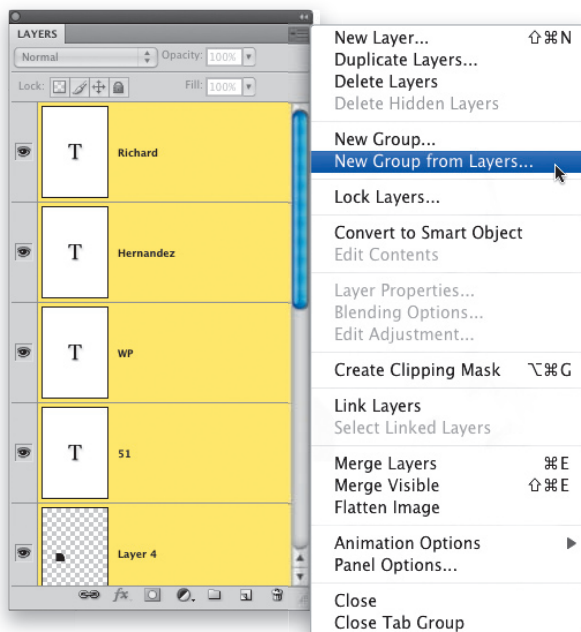 LAYERS
Normal
Opacity: 100%
Lock:
Fill: 100%
T
Richard
T
Hernandez
T
WP
T
51
Layer 4
fx
New Layer... ⇧⌘N
Duplicate Layers...
Delete Layers
Delete Hidden Layers
New Group...
New Group from Layers...
Lock Layers...
Convert to Smart Object
Edit Contents
Layer Properties...
Blending Options...
Edit Adjustment...
Create Clipping Mask ⌥⌘G
Link Layers
Select Linked Layers
Merge Layers ⌘E
Merge Visible ⇧⌘E
Flatten Image
Animation Options
Panel Options...
Close
Close Tab Group